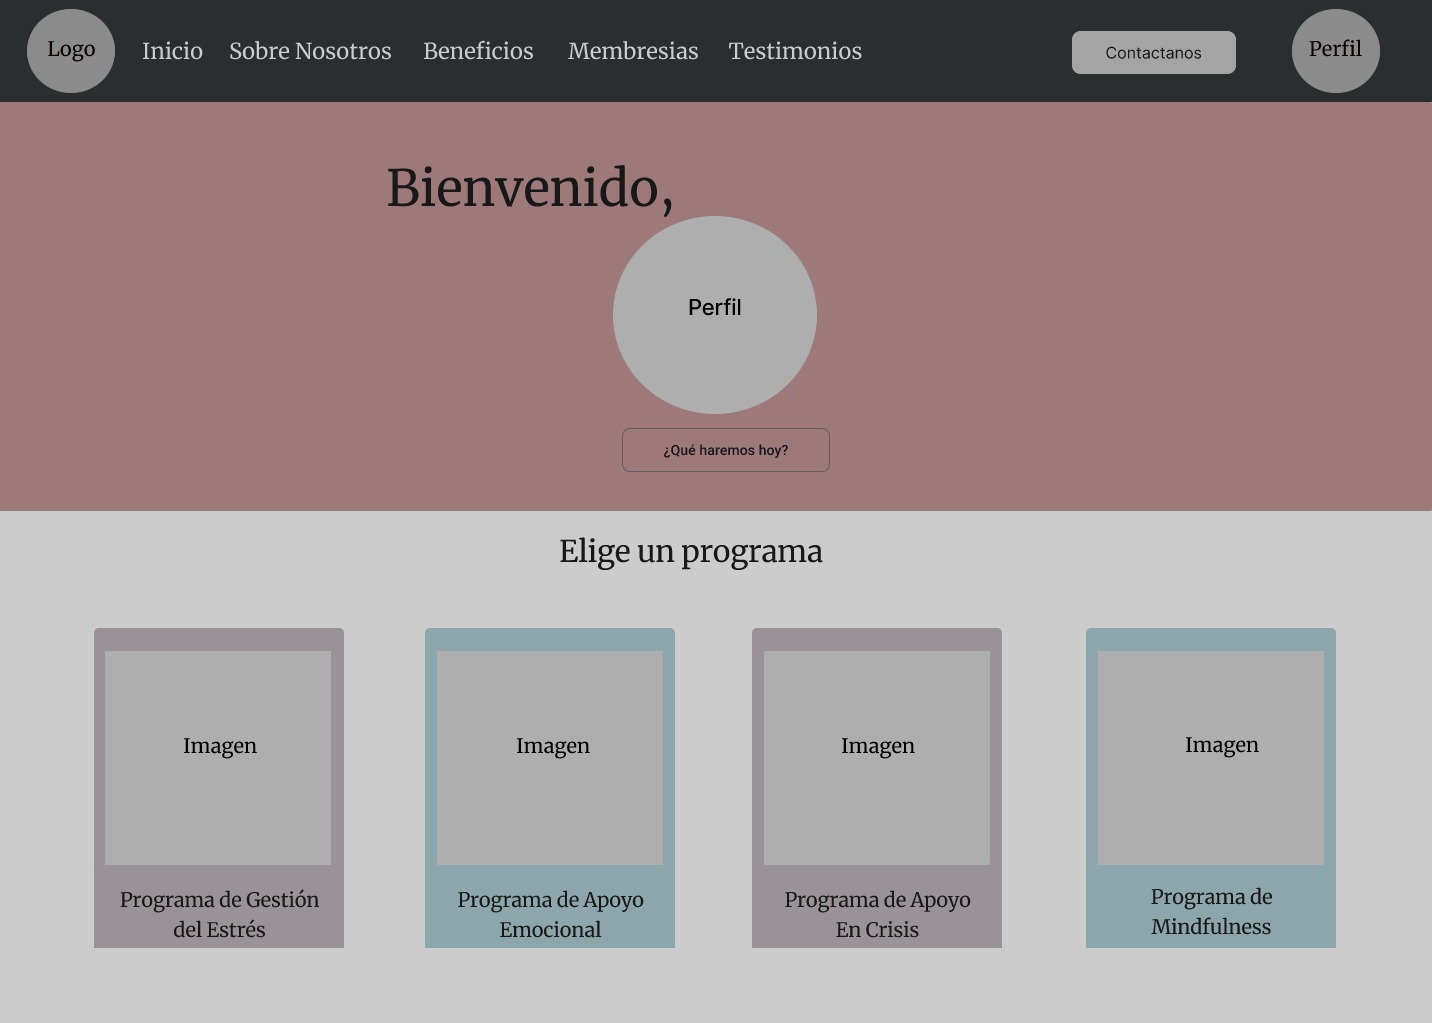 Logo
Inicio
Sobre Nosotros
Beneficios
Membresias
Testimonios
Contactanos
Perfil
Bienvenido,
Perfil
¿Qué haremos hoy?
Elige un programa
Imagen
Programa de Gestión
del Estrés
Imagen
Programa de Apoyo
Emocional
Imagen
Programa de Apoyo
En Crisis
Imagen
Programa de
Mindfulness